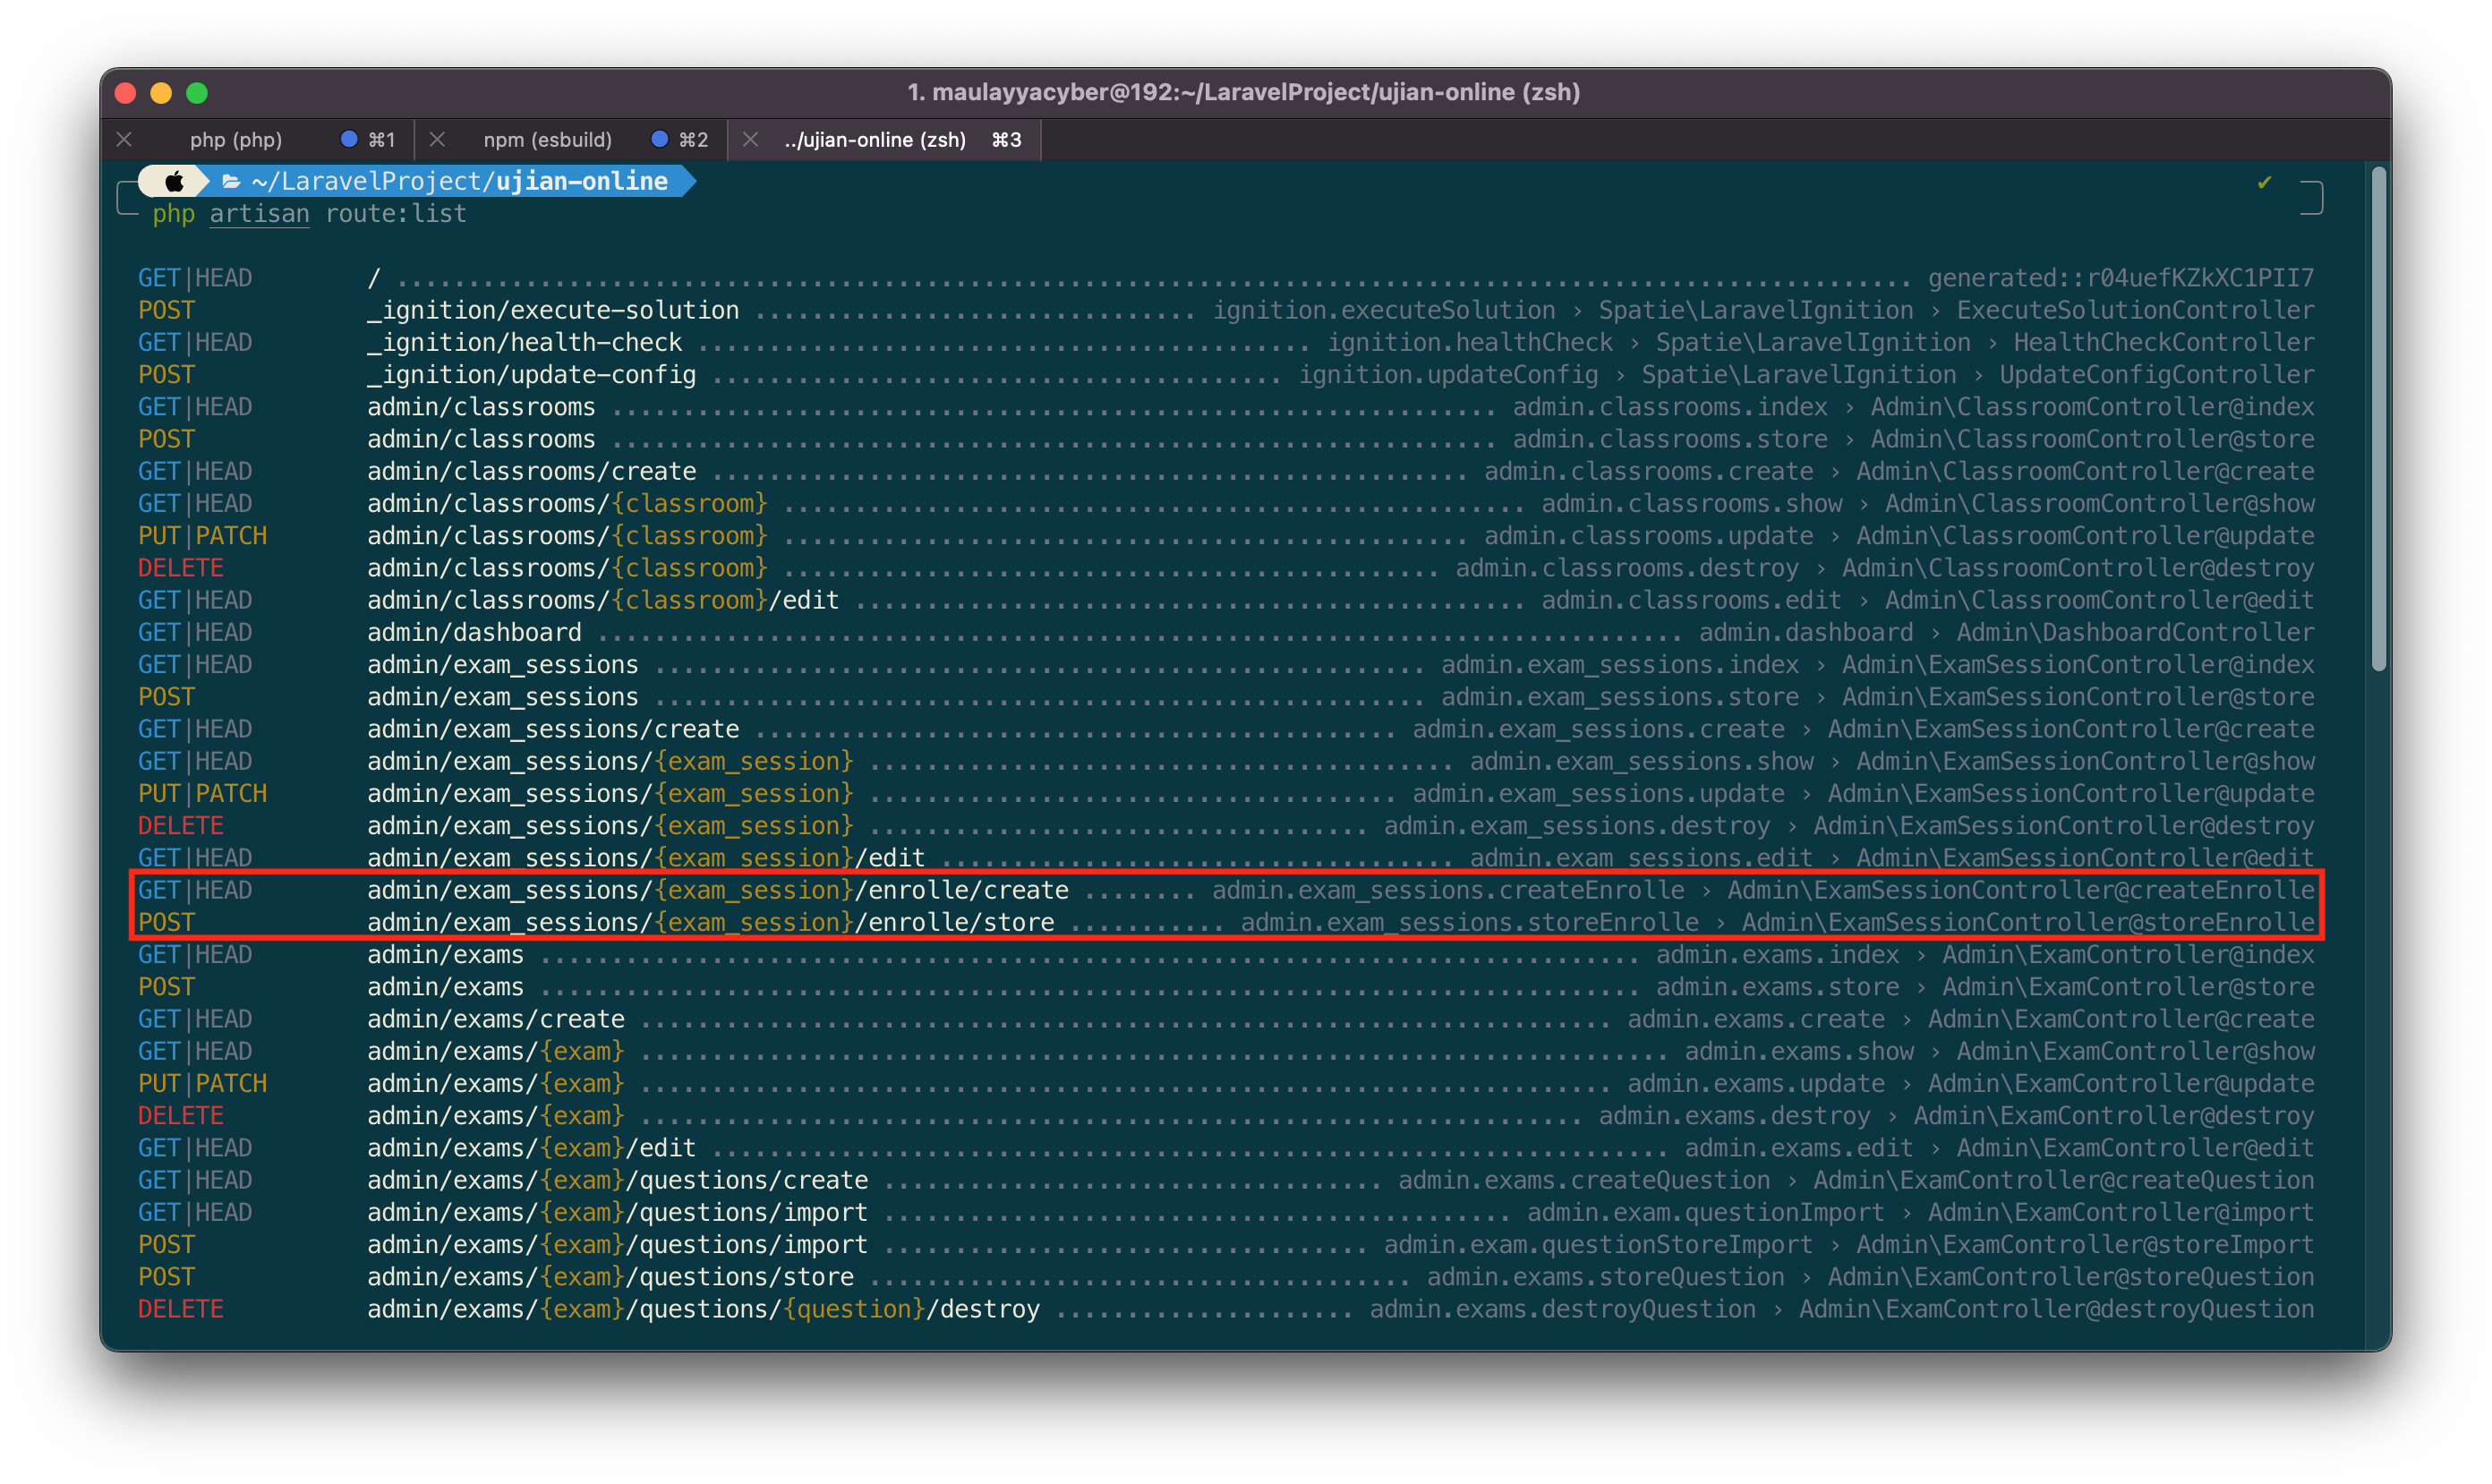 1. maulayyacyber@192:~/LaravelProject/ujian-online (zsh)
php (php) ⌘1 npm (esbuild) ⌘2 ../ujian-online (zsh) ⌘3
~/LaravelProject/ujian-online ✔
php artisan route:list
GET|HEAD / ........ generated::r04uefKZkXC1PII7
POST _ignition/execute-solution ........ ignition.executeSolution › Spatie\LaravelIgnition › ExecuteSolutionController
GET|HEAD _ignition/health-check ........ ignition.healthCheck › Spatie\LaravelIgnition › HealthCheckController
POST _ignition/update-config ........ ignition.updateConfig › Spatie\LaravelIgnition › UpdateConfigController
GET|HEAD admin/classrooms ........ admin.classrooms.index › Admin\ClassroomController@index
POST admin/classrooms ........ admin.classrooms.store › Admin\ClassroomController@store
GET|HEAD admin/classrooms/create ........ admin.classrooms.create › Admin\ClassroomController@create
GET|HEAD admin/classrooms/{classroom} ........ admin.classrooms.show › Admin\ClassroomController@show
PUT|PATCH admin/classrooms/{classroom} ........ admin.classrooms.update › Admin\ClassroomController@update
DELETE admin/classrooms/{classroom} ........ admin.classrooms.destroy › Admin\ClassroomController@destroy
GET|HEAD admin/classrooms/{classroom}/edit ........ admin.classrooms.edit › Admin\ClassroomController@edit
GET|HEAD admin/dashboard ........ admin.dashboard › Admin\DashboardController
GET|HEAD admin/exam_sessions ........ admin.exam_sessions.index › Admin\ExamSessionController@index
POST admin/exam_sessions ........ admin.exam_sessions.store › Admin\ExamSessionController@store
GET|HEAD admin/exam_sessions/create ........ admin.exam_sessions.create › Admin\ExamSessionController@create
GET|HEAD admin/exam_sessions/{exam_session} ........ admin.exam_sessions.show › Admin\ExamSessionController@show
PUT|PATCH admin/exam_sessions/{exam_session} ........ admin.exam_sessions.update › Admin\ExamSessionController@update
DELETE admin/exam_sessions/{exam_session} ........ admin.exam_sessions.destroy › Admin\ExamSessionController@destroy
GET|HEAD admin/exam_sessions/{exam_session}/edit ........ admin.exam_sessions.edit › Admin\ExamSessionController@edit
GET|HEAD admin/exam_sessions/{exam_session}/enrolle/create ........ admin.exam_sessions.createEnrolle › Admin\ExamSessionController@createEnrolle
POST admin/exam_sessions/{exam_session}/enrolle/store ........ admin.exam_sessions.storeEnrolle › Admin\ExamSessionController@storeEnrolle
GET|HEAD admin/exams ........ admin.exams.index › Admin\ExamController@index
POST admin/exams ........ admin.exams.store › Admin\ExamController@store
GET|HEAD admin/exams/create ........ admin.exams.create › Admin\ExamController@create
GET|HEAD admin/exams/{exam} ........ admin.exams.show › Admin\ExamController@show
PUT|PATCH admin/exams/{exam} ........ admin.exams.update › Admin\ExamController@update
DELETE admin/exams/{exam} ........ admin.exams.destroy › Admin\ExamController@destroy
GET|HEAD admin/exams/{exam}/edit ........ admin.exams.edit › Admin\ExamController@edit
GET|HEAD admin/exams/{exam}/questions/create ........ admin.exams.createQuestion › Admin\ExamController@createQuestion
GET|HEAD admin/exams/{exam}/questions/import ........ admin.exam.questionImport › Admin\ExamController@import
POST admin/exams/{exam}/questions/import ........ admin.exam.questionStoreImport › Admin\ExamController@storeImport
POST admin/exams/{exam}/questions/store ........ admin.exams.storeQuestion › Admin\ExamController@storeQuestion
DELETE admin/exams/{exam}/questions/{question}/destroy ........ admin.exams.destroyQuestion › Admin\ExamController@destroyQuestion